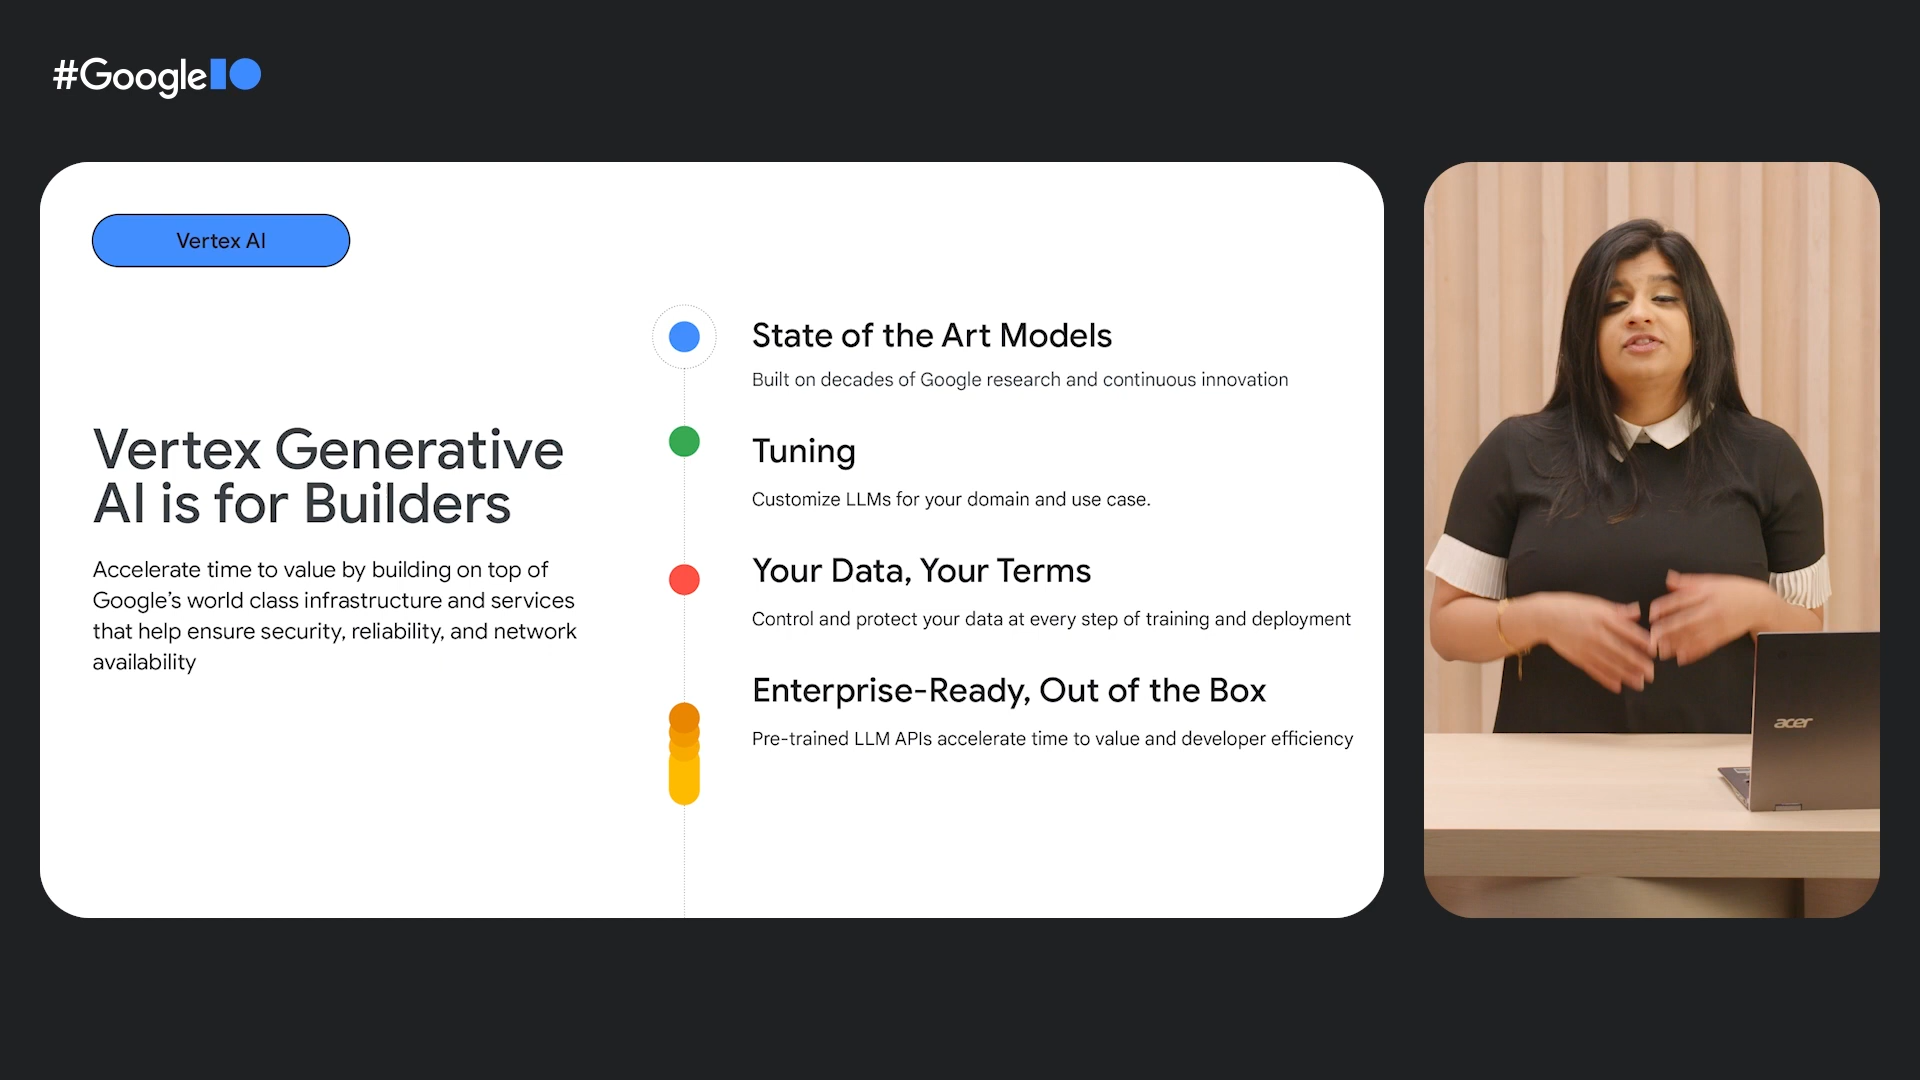 #Google IO
Vertex AI
Vertex Generative
AI is for Builders
Accelerate time to value by building on top of
Google’s world class infrastructure and services
that help ensure security, reliability, and network
availability
State of the Art Models
Built on decades of Google research and continuous innovation
Tuning
Customize LLMs for your domain and use case.
Your Data, Your Terms
Control and protect your data at every step of training and deployment
Enterprise-Ready, Out of the Box
Pre-trained LLM APIs accelerate time to value and developer efficiency
acer